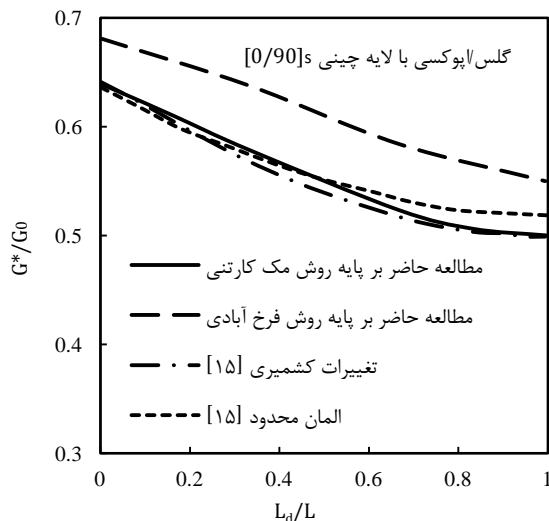 0.7
گلس/اپوکسی با لایه چینی [0/90]s
0.6
0.5
G*/G0
مطالعه حاضر بر پایه روش مک کارتنی
مطالعه حاضر بر پایه روش فرخ آبادی
0.4
تغییرات کشمیری [۱۵]
المان محدود [۱۵]
0.3
0 0.2 0.4 0.6 0.8 1
Ld/L